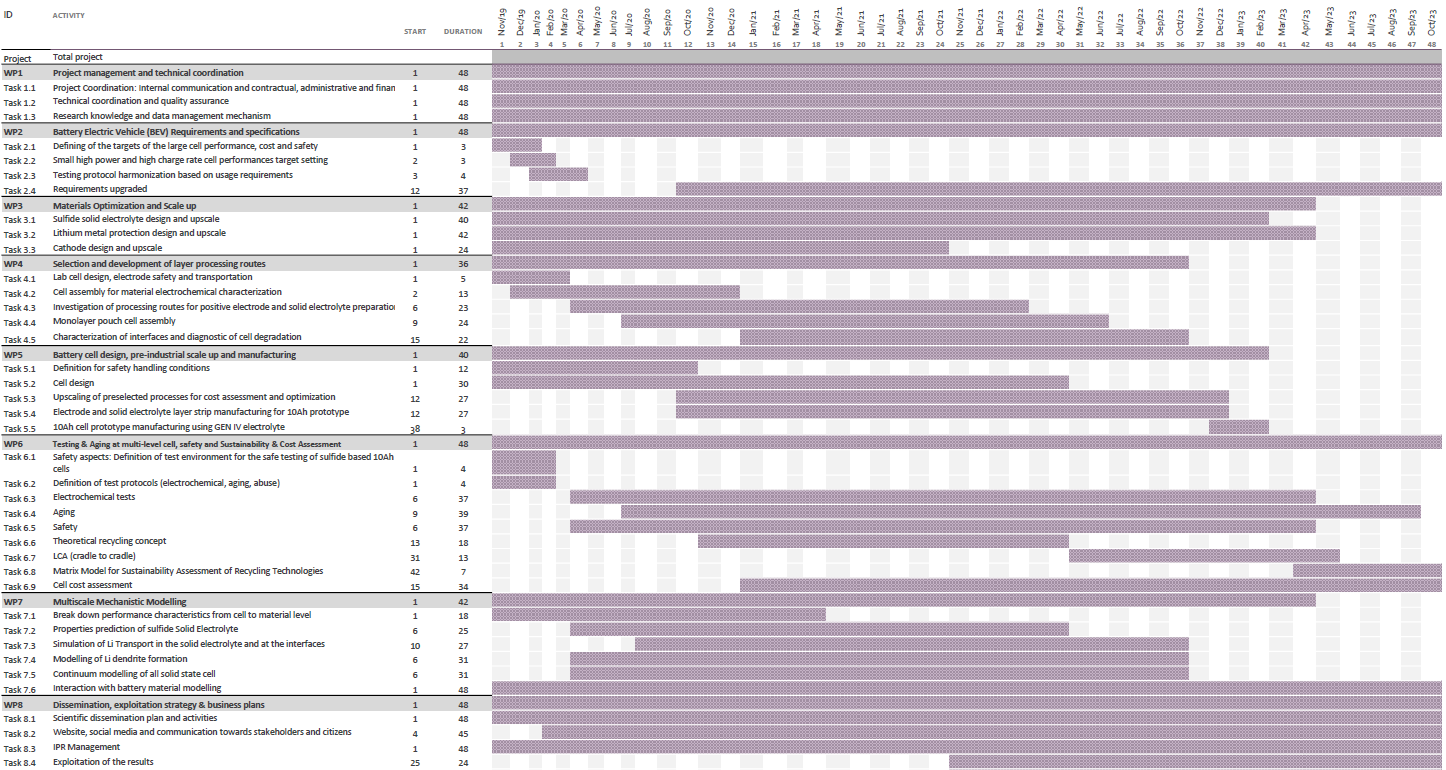 ID ACTIVITY START DURATION Nov/19 Dec/19 Jan/20 Feb/20 Mar/20 Apr/20 May/20 Jun/20 Jul/20 Aug/20 Sep/20 Oct/20 Nov/20 Dec/20 Jan/21 Feb/21 Mar/21 Apr/21 May/21 Jun/21 Jul/21 Aug/21 Sep/21 Oct/21 Nov/21 Dec/21 Jan/22 Feb/22 Mar/22 Apr/22 May/22 Jun/22 Jul/22 Aug/22 Sep/22 Oct/22 Nov/22 Dec/22 Jan/23 Feb/23 Mar/23 Apr/23 May/23 Jun/23 Jul/23 Aug/23 Sep/23 Oct/23
1 2 3 4 5 6 7 8 9 10 11 12 13 14 15 16 17 18 19 20 21 22 23 24 25 26 27 28 29 30 31 32 33 34 35 36 37 38 39 40 41 42 43 44 45 46 47 48
Project Total project
WP1 Project management and technical coordination 1 48
Task 1.1 Project Coordination: Internal communication and contractual, administrative and finan 1 48
Task 1.2 Technical coordination and quality assurance 1 48
Task 1.3 Research knowledge and data management mechanism 1 48
WP2 Battery Electric Vehicle (BEV) Requirements and specifications 1 48
Task 2.1 Defining of the targets of the large cell performance, cost and safety 1 3
Task 2.2 Small high power and high charge rate cell performances target setting 2 3
Task 2.3 Testing protocol harmonization based on usage requirements 3 4
Task 2.4 Requirements upgraded 12 37
WP3 Materials Optimization and Scale up 1 42
Task 3.1 Sulfide solid electrolyte design and upscale 1 40
Task 3.2 Lithium metal protection design and upscale 1 42
Task 3.3 Cathode design and upscale 1 24
WP4 Selection and development of layer processing routes 1 36
Task 4.1 Lab cell design, electrode safety and transportation 1 5
Task 4.2 Cell assembly for material electrochemical characterization 2 13
Task 4.3 Investigation of processing routes for positive electrode and solid electrolyte preparatior 6 23
Task 4.4 Monolayer pouch cell assembly 9 24
Task 4.5 Characterization of interfaces and diagnostic of cell degradation 15 22
WP5 Battery cell design, pre-industrial scale up and manufacturing 1 40
Task 5.1 Definition for safety handling conditions 1 12
Task 5.2 Cell design 1 30
Task 5.3 Upscaling of preselected processes for cost assessment and optimization 12 27
Task 5.4 Electrode and solid electrolyte layer strip manufacturing for 10Ah prototype 12 27
Task 5.5 10Ah cell prototype manufacturing using GEN IV electrolyte 38 3
WP6 Testing & Aging at multi-level cell, safety and Sustainability & Cost Assessment 1 48
Task 6.1 Safety aspects: Definition of test environment for the safe testing of sulfide based 10Ah
cells 1 4
Task 6.2 Definition of test protocols (electrochemical, aging, abuse) 1 4
Task 6.3 Electrochemical tests 6 37
Task 6.4 Aging 9 39
Task 6.5 Safety 6 37
Task 6.6 Theoretical recycling concept 13 18
Task 6.7 LCA (cradle to cradle) 31 13
Task 6.8 Matrix Model for Sustainability Assessment of Recycling Technologies 42 7
Task 6.9 Cell cost assessment 15 34
WP7 Multiscale Mechanistic Modelling 1 42
Task 7.1 Break down performance characteristics from cell to material level 1 18
Task 7.2 Properties prediction of sulfide Solid Electrolyte 6 25
Task 7.3 Simulation of Li Transport in the solid electrolyte and at the interfaces 10 27
Task 7.4 Modelling of Li dendrite formation 6 31
Task 7.5 Continuum modelling of all solid state cell 6 31
Task 7.6 Interaction with battery material modelling 1 48
WP8 Dissemination, exploitation strategy & business plans 1 48
Task 8.1 Scientific dissemination plan and activities 1 48
Task 8.2 Website, social media and communication towards stakeholders and citizens 4 45
Task 8.3 IPR Management 1 48
Task 8.4 Exploitation of the results 25 24